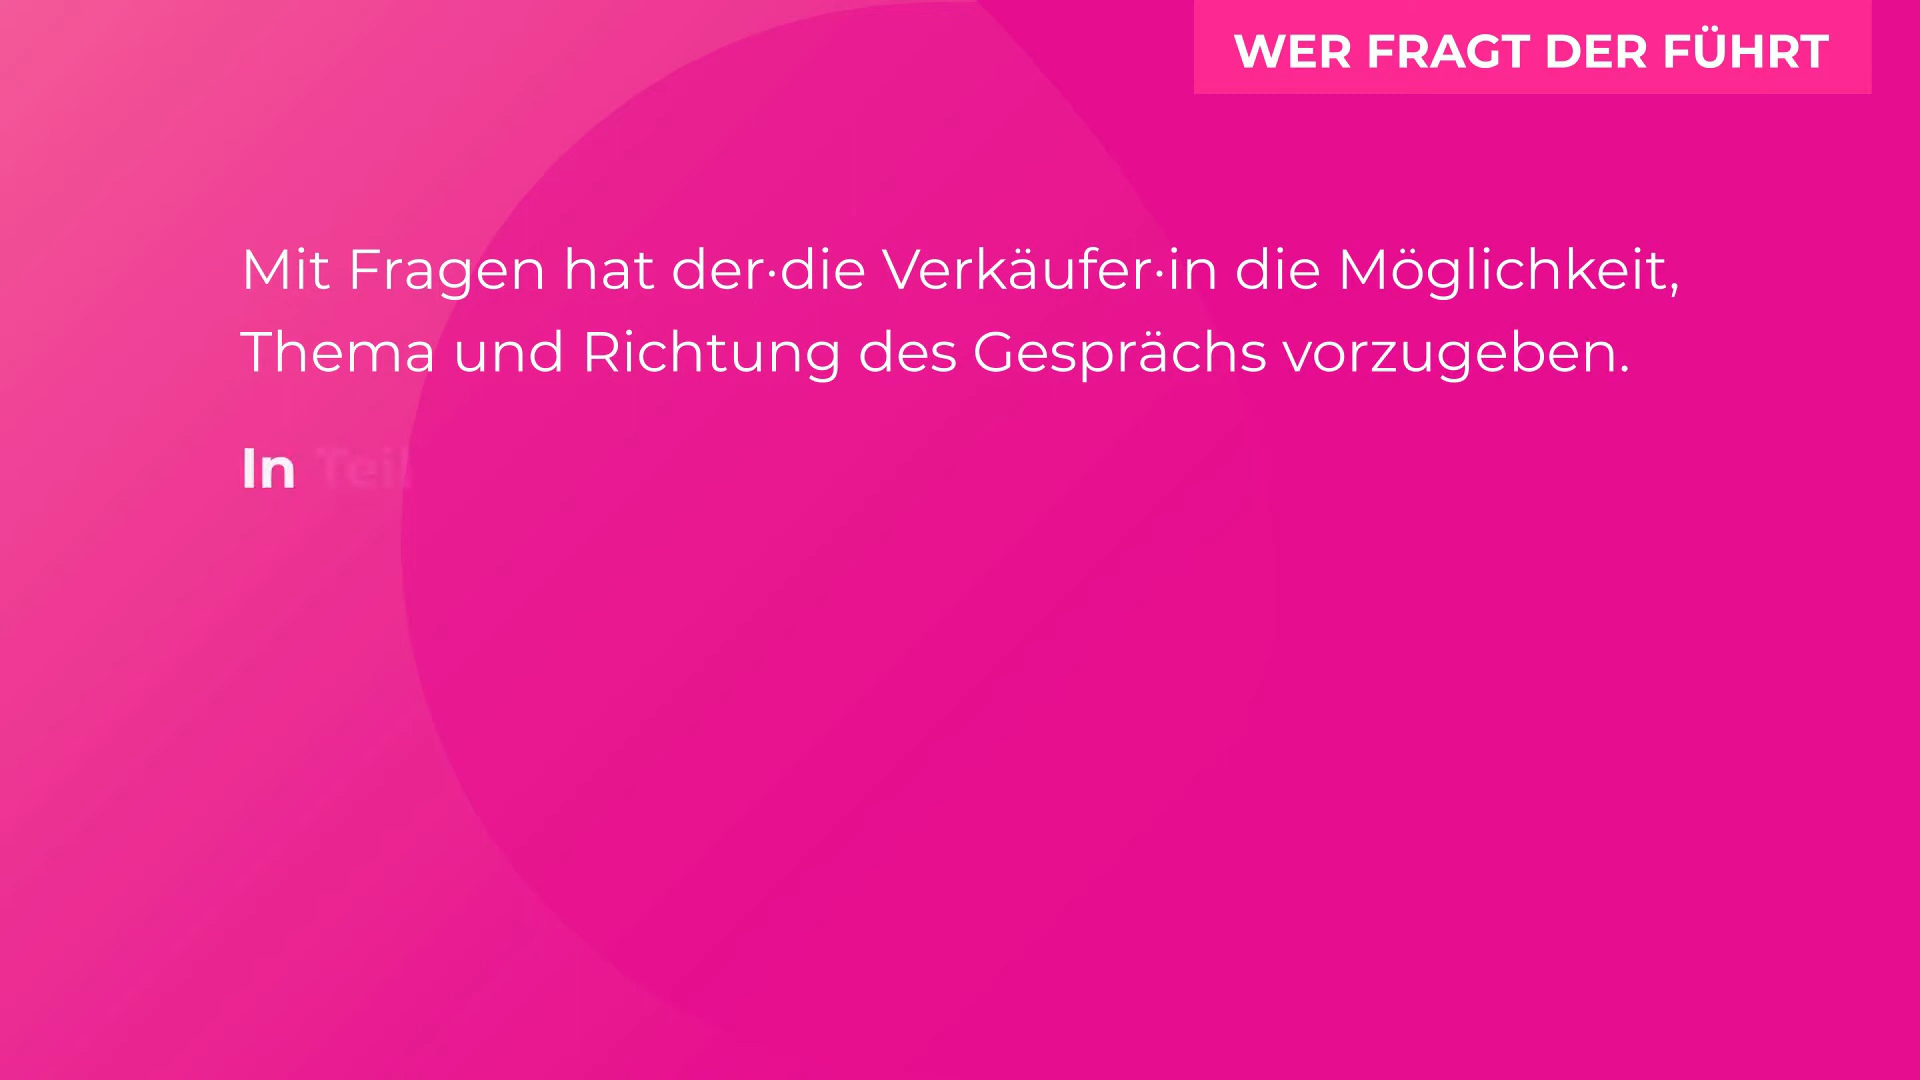 WER FRAGT DER FÜHRT
Mit Fragen hat der·die Verkäufer·in die Möglichkeit,
Thema und Richtung des Gesprächs vorzugeben.
In Teil